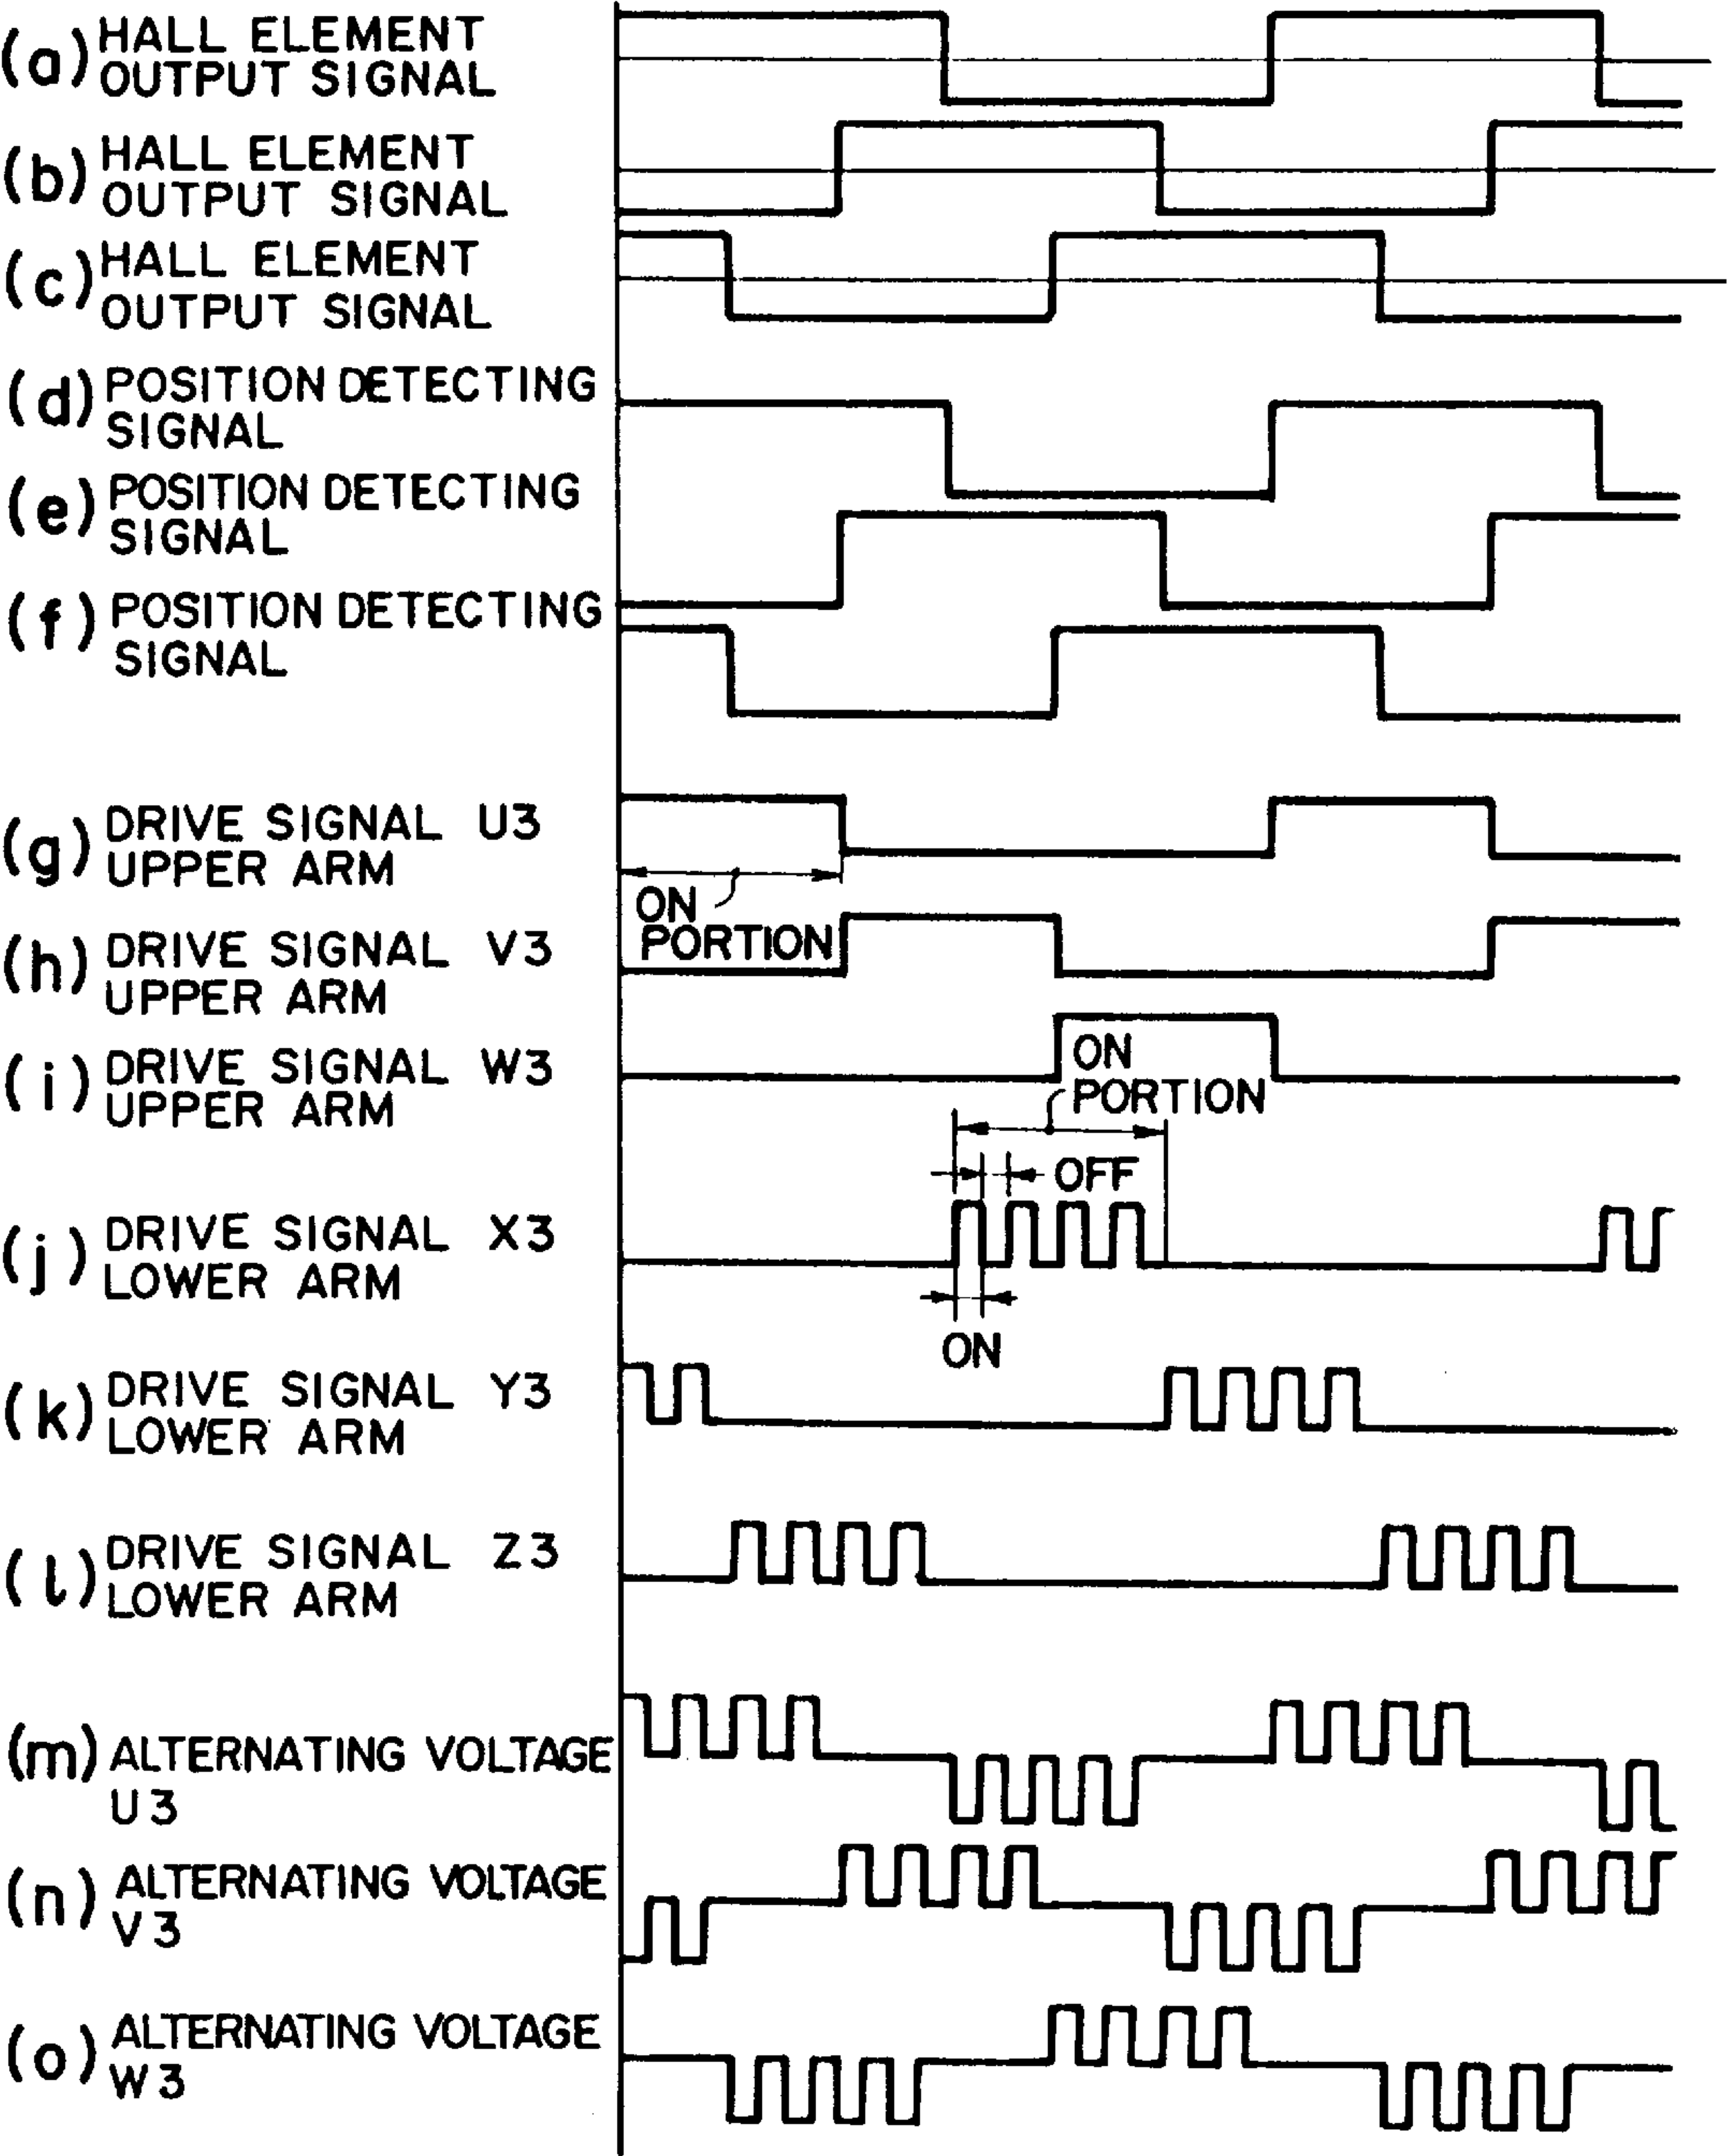 (a) HALL ELEMENT
OUTPUT SIGNAL
(b) HALL ELEMENT
OUTPUT SIGNAL
(c) HALL ELEMENT
OUTPUT SIGNAL
(d) POSITION DETECTING
SIGNAL
(e) POSITION DETECTING
SIGNAL
(f) POSITION DETECTING
SIGNAL
(g) DRIVE SIGNAL U3
UPPER ARM
ON
PORTION
(h) DRIVE SIGNAL V3
UPPER ARM
(i) DRIVE SIGNAL W3
UPPER ARM
ON
PORTION
OFF
(j) DRIVE SIGNAL X3
LOWER ARM
ON
(k) DRIVE SIGNAL Y3
LOWER ARM
(l) DRIVE SIGNAL Z3
LOWER ARM
(m) ALTERNATING VOLTAGE
U3
(n) ALTERNATING VOLTAGE
V3
(o) ALTERNATING VOLTAGE
W3